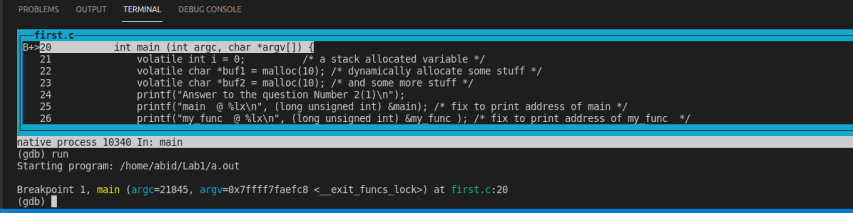 PROBLEMS OUTPUT TERMINAL DEBUG CONSOLE
first.c
B+>20 int main (int argc, char *argv[]) {
21 volatile int i = 0; /* a stack allocated variable */
22 volatile char *buf1 = malloc(10); /* dynamically allocate some stuff */
23 volatile char *buf2 = malloc(10); /* and some more stuff */
24 printf("Answer to the question Number 2(1)\n");
25 printf("main @ %lx\n", (long unsigned int) &main); /* fix to print address of main */
26 printf("my_func @ %lx\n", (long unsigned int) &my_func ); /* fix to print address of my_func */
native process 10340 In: main
(gdb) run
Starting program: /home/abid/Lab1/a.out
Breakpoint 1, main (argc=21845, argv=0x7ffff7faefc8 <__exit_funcs_lock>) at first.c:20
(gdb)